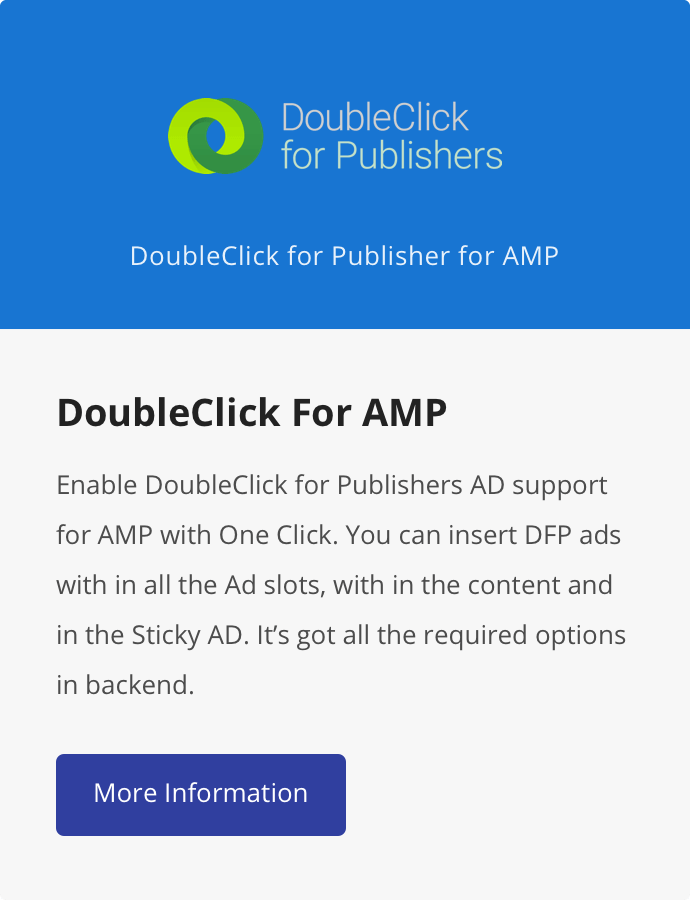 DoubleClick
for Publishers
DoubleClick for Publisher for AMP
DoubleClick For AMP
Enable DoubleClick for Publishers AD support
for AMP with One Click. You can insert DFP ads
with in all the Ad slots, with in the content and
in the Sticky AD. It’s got all the required options
in backend.
More Information